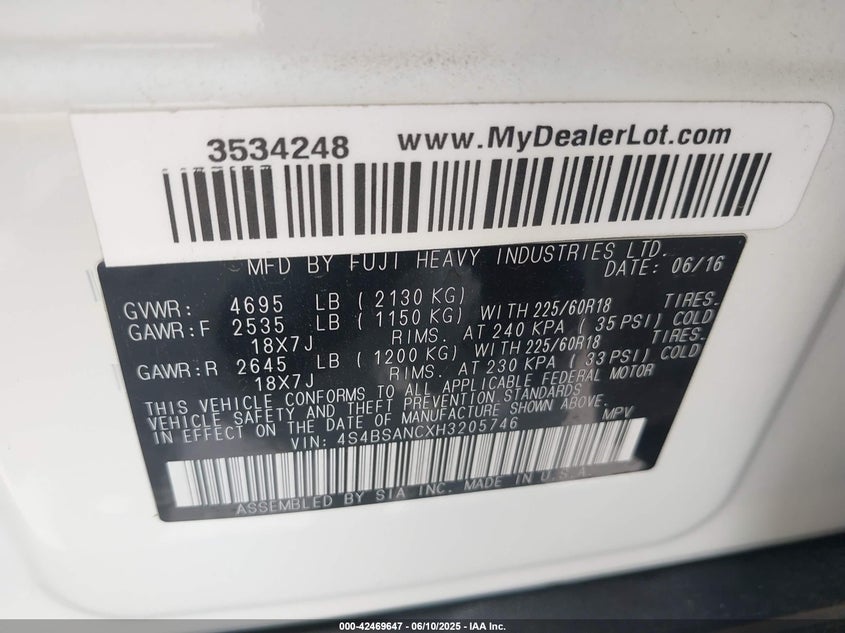 3534248 www.MyDealerLot.com
MFD BY FUJI HEAVY INDUSTRIES LTD.
DATE: 06/16
GVWR: 4695 LB (2130 KG)
GAWR:F 2535 LB (1150 KG) WITH 225/60R18 TIRES.
18X7J RIMS. AT 240 KPA (35 PSI) COLD
GAWR:R 2645 LB (1200 KG) WITH 225/60R18 TIRES.
18X7J RIMS. AT 230 KPA (33 PSI) COLD
THIS VEHICLE CONFORMS TO ALL APPLICABLE FEDERAL MOTOR
VEHICLE SAFETY AND THEFT PREVENTION STANDARDS
IN EFFECT ON THE DATE OF MANUFACTURE SHOWN ABOVE.
VIN: 4S4BSANCXH3205746 MPV
ASSEMBLED BY SIA INC. MADE IN U.S.A.
000-42469647 - 06/10/2025 - IAA Inc.